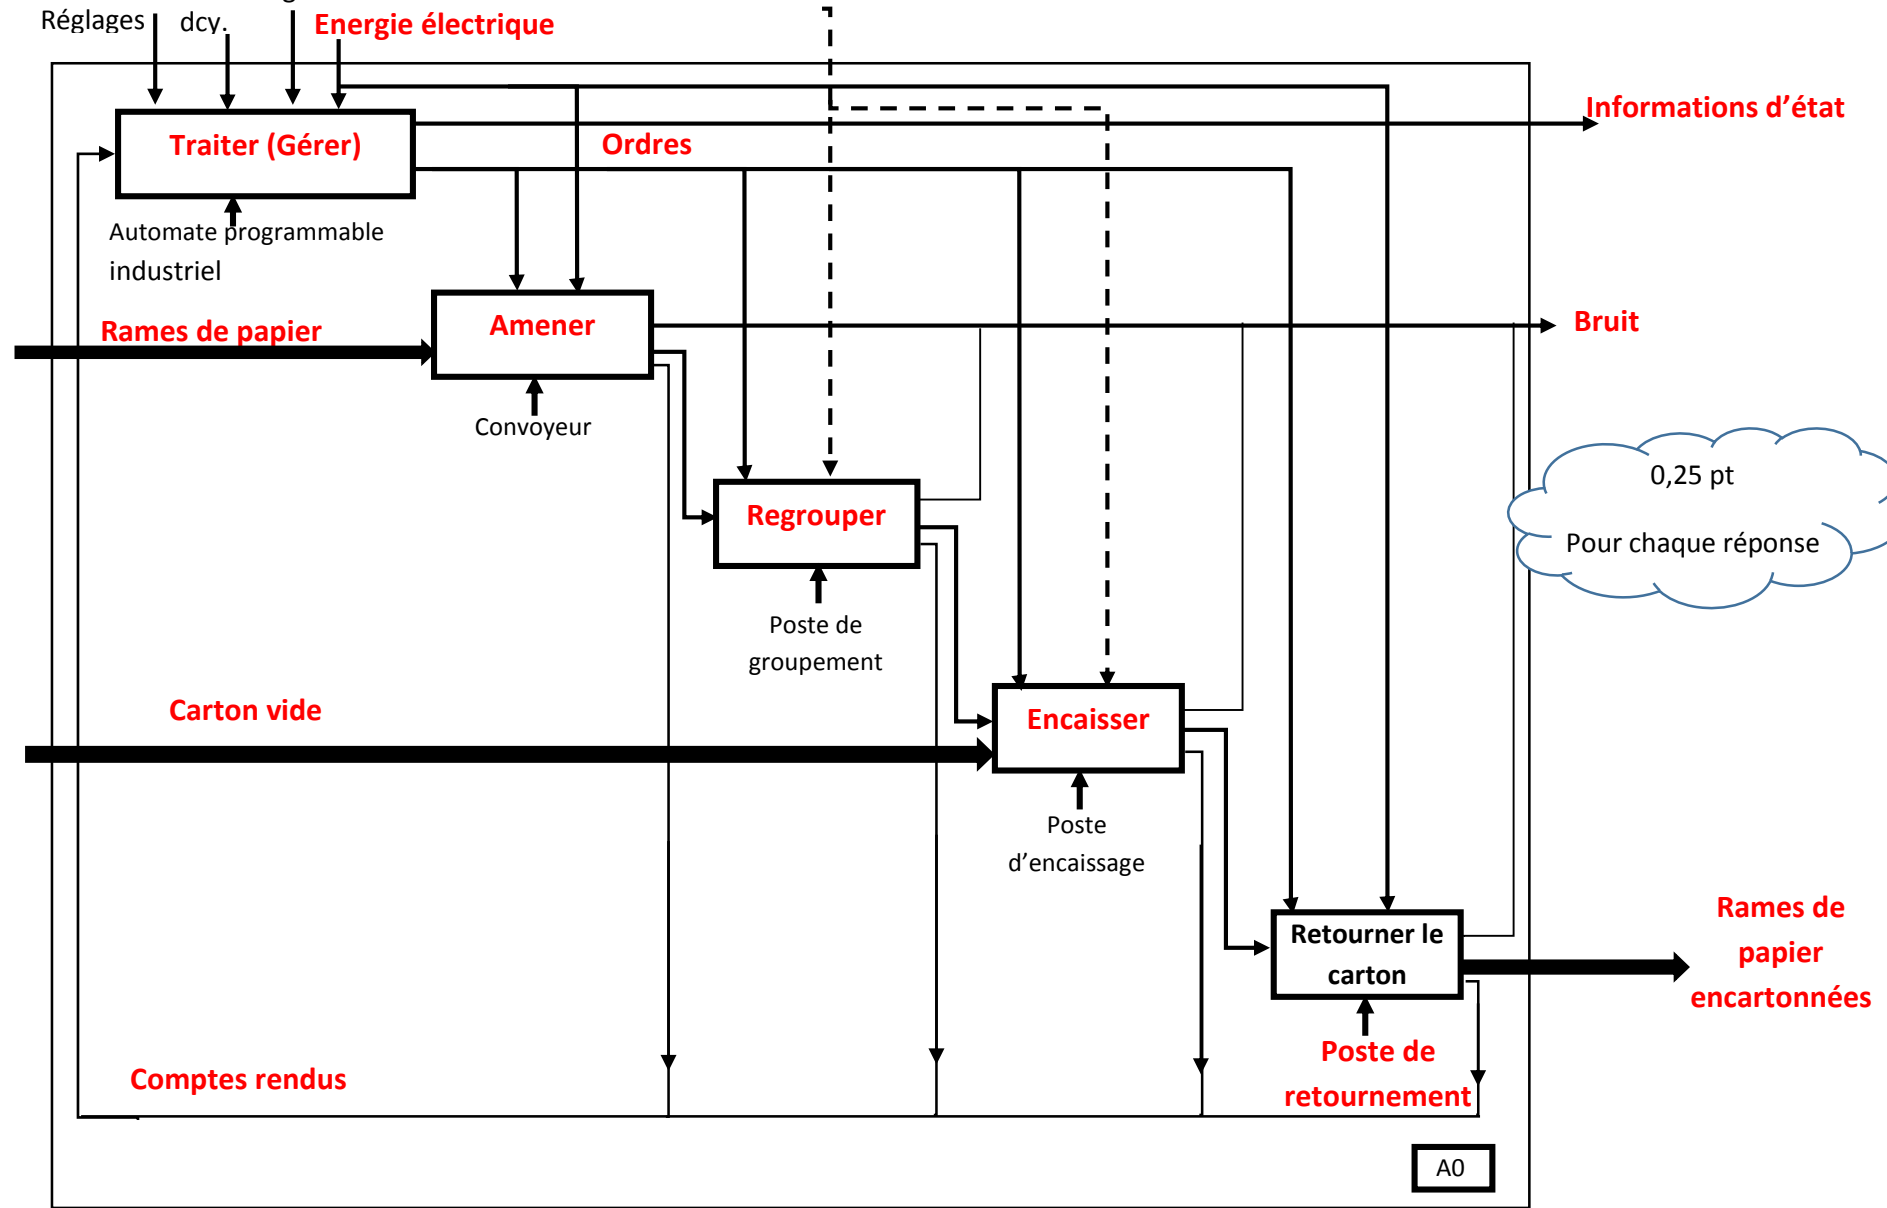 Réglages
dcy.
Energie électrique
Informations d'état
Traiter (Gérer)
Ordres
Automate programmable
industriel
Rames de papier
Amener
Bruit
Convoyeur
0,25 pt
Pour chaque réponse
Regrouper
Poste de
groupement
Carton vide
Encaisser
Poste
d'encaissage
Retourner le
carton
Rames de
papier
encartonnées
Poste de
retournement
Comptes rendus
A0